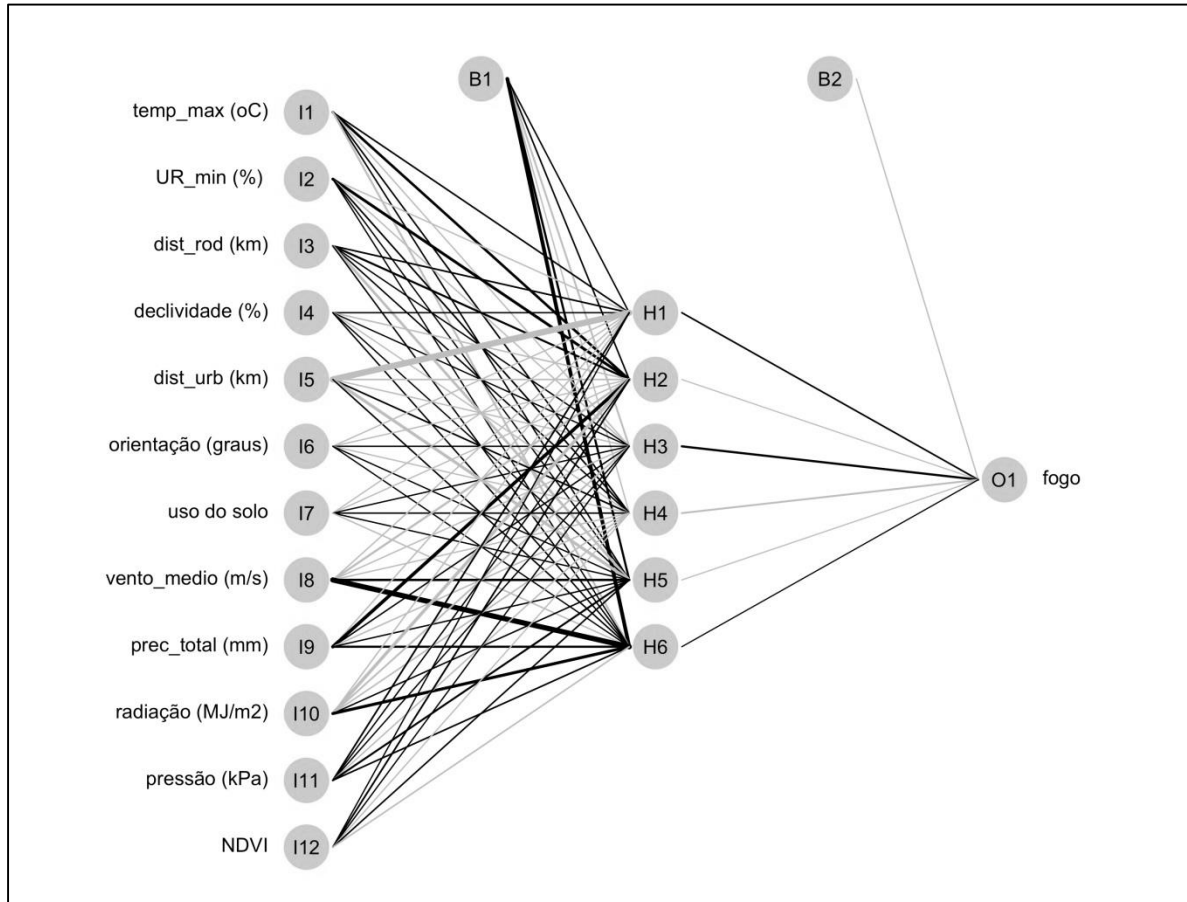 B1
B2
temp_max (oC) I1
UR_min (%) I2
dist_rod (km) I3
declividade (%) I4 H1
dist_urb (km) I5 H2
orientação (graus) I6 H3
O1 fogo
uso do solo I7 H4
vento_medio (m/s) I8 H5
prec_total (mm) I9 H6
radiação (MJ/m2) I10
pressão (kPa) I11
NDVI I12